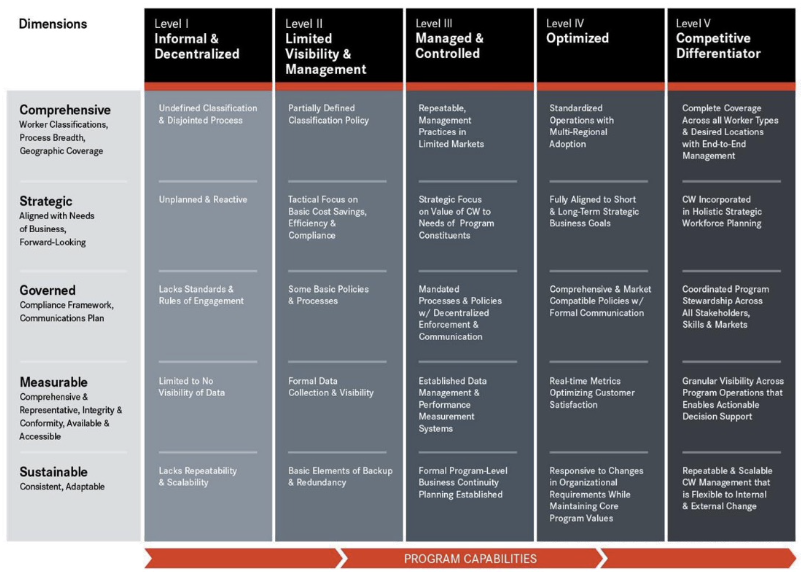 Dimensions
Level I
Informal &
Decentralized
Level II
Limited
Visibility &
Management
Level III
Managed &
Controlled
Level IV
Optimized
Level V
Competitive
Differentiator
Comprehensive
Worker Classifications,
Process Breadth,
Geographic Coverage
Undefined Classification
& Disjointed Process
Partially Defined
Classification Policy
Repeatable,
Management
Practices in
Limited Markets
Standardized
Operations with
Multi-Regional
Adoption
Complete Coverage
Across all Worker Types
& Desired Locations
with End-to-End
Management
Strategic
Aligned with Needs
of Business,
Forward-Looking
Unplanned & Reactive
Tactical Focus on
Basic Cost Savings,
Efficiency &
Compliance
Strategic Focus
on Value of CW to
Needs of Program
Constituents
Fully Aligned to Short
& Long-Term Strategic
Business Goals
CW Incorporated
in Holistic Strategic
Workforce Planning
Governed
Compliance Framework,
Communications Plan
Lacks Standards &
Rules of Engagement
Some Basic Policies
& Processes
Mandated
Processes & Policies
w/ Decentralized
Enforcement &
Communication
Comprehensive & Market
Compatible Policies w/
Formal Communication
Coordinated Program
Stewardship Across
All Stakeholders,
Skills & Markets
Measurable
Comprehensive &
Representative, Integrity &
Conformity, Available &
Accessible
Limited to No
Visibility of Data
Formal Data
Collection & Visibility
Established Data
Management &
Performance
Measurement
Systems
Real-time Metrics
Optimizing Customer
Satisfaction
Granular Visibility Across
Program Operations that
Enables Actionable
Decision Support
Sustainable
Consistent, Adaptable
Lacks Repeatability
& Scalability
Basic Elements of Backup
& Redundancy
Formal Program-Level
Business Continuity
Planning Established
Responsive to Changes
in Organizational
Requirements While
Maintaining Core
Program Values
Repeatable & Scalable
CW Management that
is Flexible to Internal
& External Change
PROGRAM CAPABILITIES